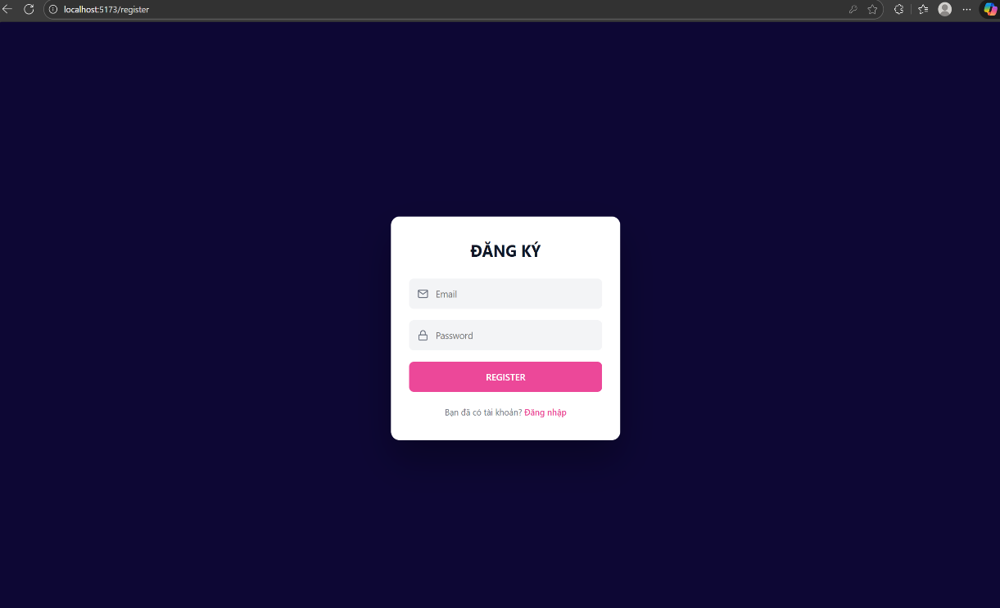 localhost:5173/register
ĐĂNG KÝ
Email
Password
REGISTER
Bạn đã có tài khoản? Đăng nhập